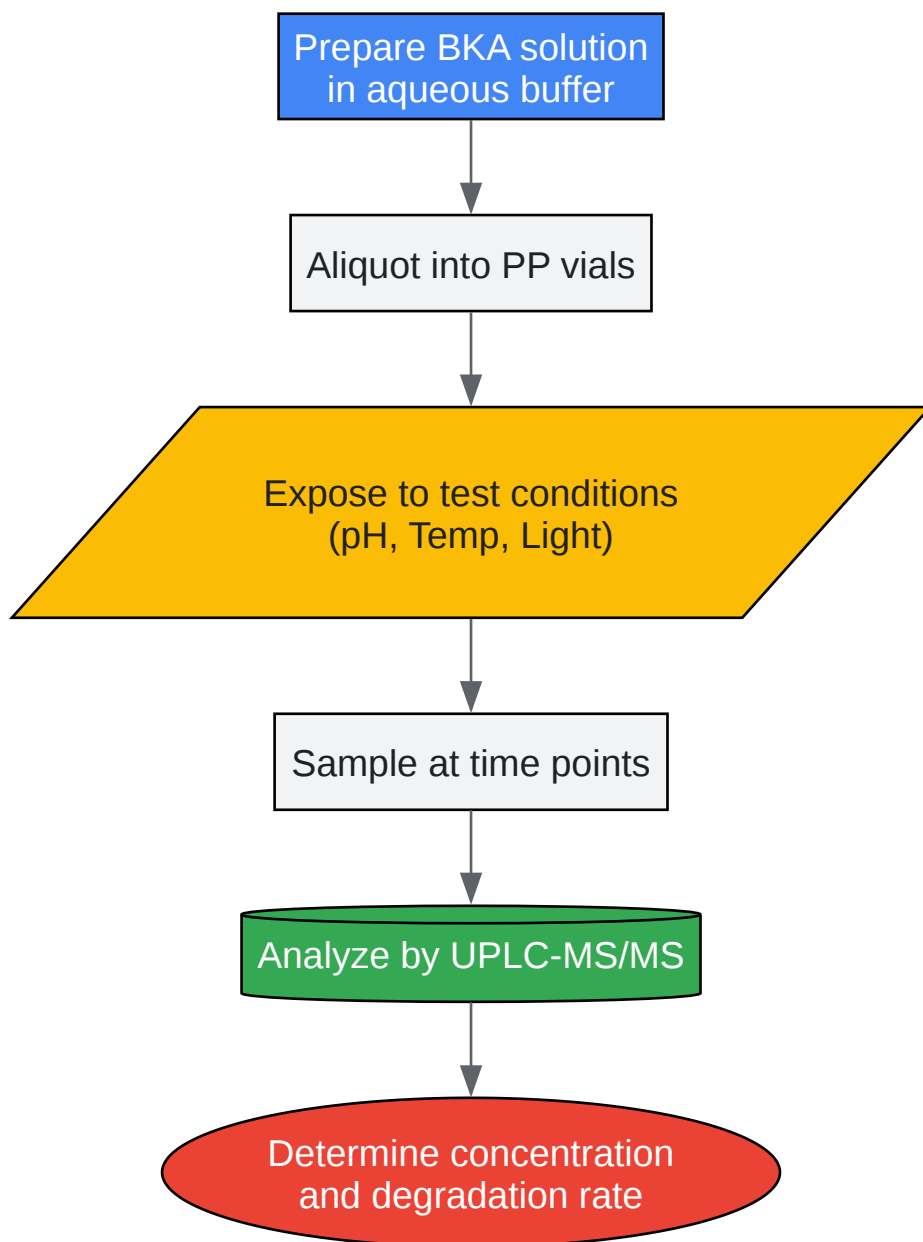 Prepare BKA solution
in aqueous buffer
Aliquot into PP vials
Expose to test conditions
(pH, Temp, Light)
Sample at time points
Analyze by UPLC-MS/MS
Determine concentration
and degradation rate